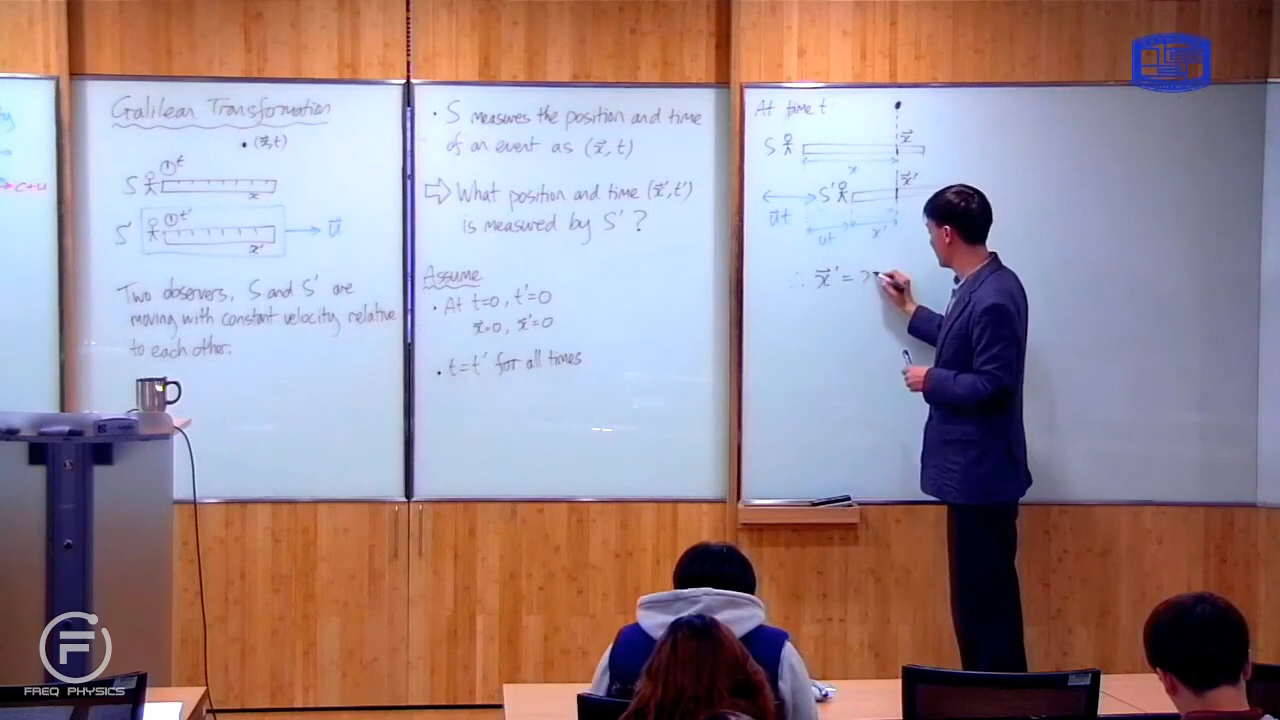 → c+u
Galilean Transformation
(x⃗, t)
t
S
x
t'
S'
x'
u⃗
Two observers, S and S' are
moving with constant velocity relative
to each other.
• S measures the position and time
of an event as (x⃗, t)
⇨ What position and time (x⃗', t')
is measured by S' ?
Assume
• At t=0, t'=0
x⃗=0, x⃗'=0
• t=t' for all times
At time t
x⃗
S
x
x⃗'
S'
u⃗t
ut
x'
∴ x⃗' =
F
FREQ PHYSICS